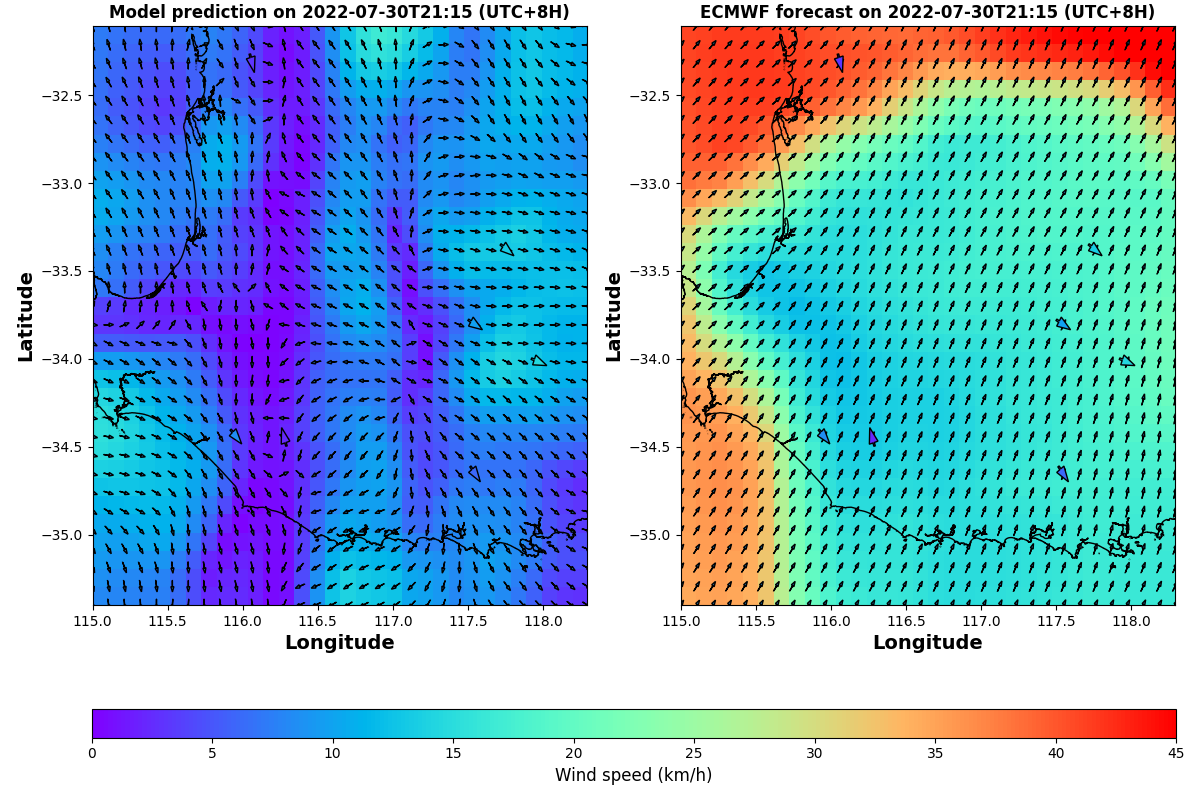 Model prediction on 2022-07-30T21:15 (UTC+8H)
ECMWF forecast on 2022-07-30T21:15 (UTC+8H)
−32.5
−33.0
−33.5
−34.0
−34.5
−35.0
Latitude
115.0 115.5 116.0 116.5 117.0 117.5 118.0
Longitude
−32.5
−33.0
−33.5
−34.0
−34.5
−35.0
Latitude
115.0 115.5 116.0 116.5 117.0 117.5 118.0
Longitude
0 5 10 15 20 25 30 35 40 45
Wind speed (km/h)